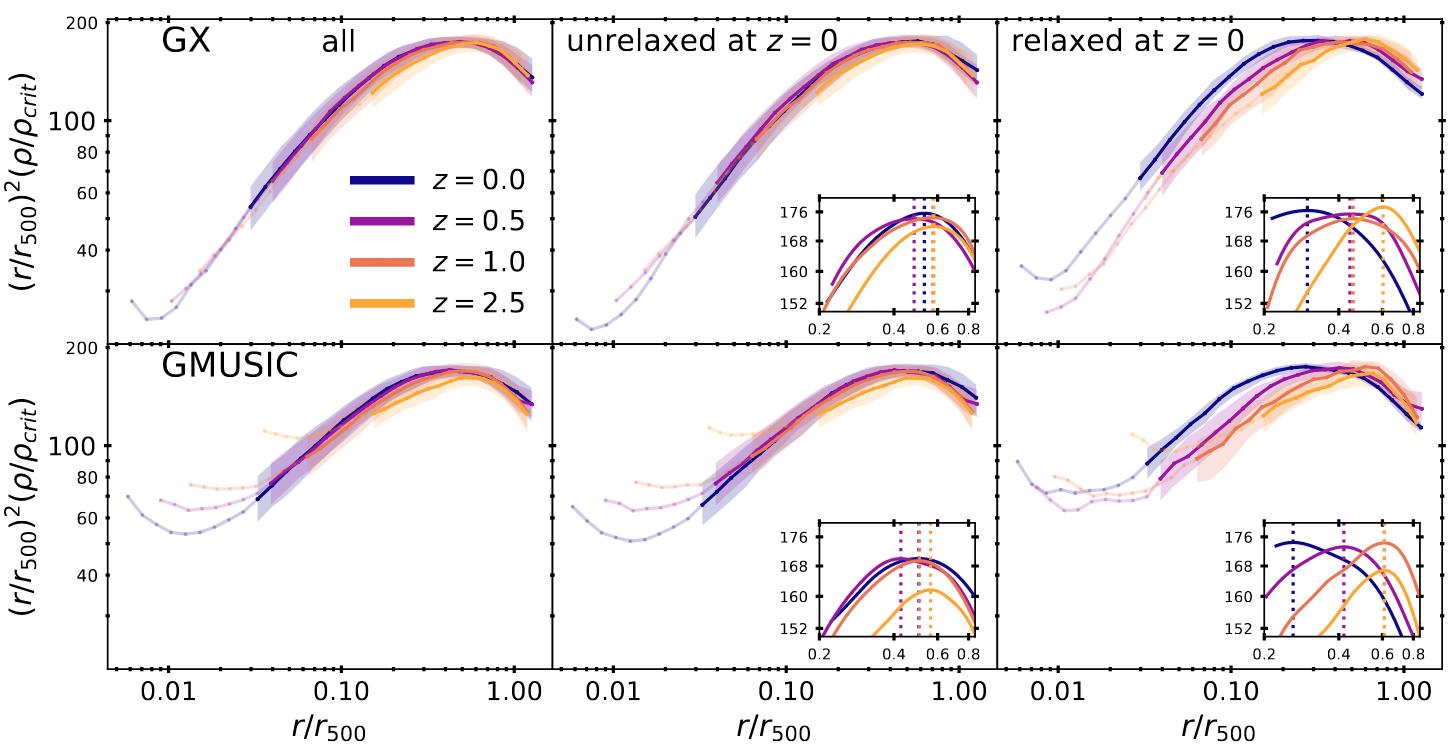 GX all
unrelaxed at z = 0
relaxed at z = 0
(r/r500)²(ρ/ρcrit)
200
100
80
60
40
z = 0.0
z = 0.5
z = 1.0
z = 2.5
176
168
160
152
0.2 0.4 0.6 0.8
176
168
160
152
0.2 0.4 0.6 0.8
GMUSIC
(r/r500)²(ρ/ρcrit)
200
100
80
60
40
176
168
160
152
0.2 0.4 0.6 0.8
176
168
160
152
0.2 0.4 0.6 0.8
0.01 0.10 1.00
0.01 0.10 1.00
0.01 0.10 1.00
r/r500
r/r500
r/r500